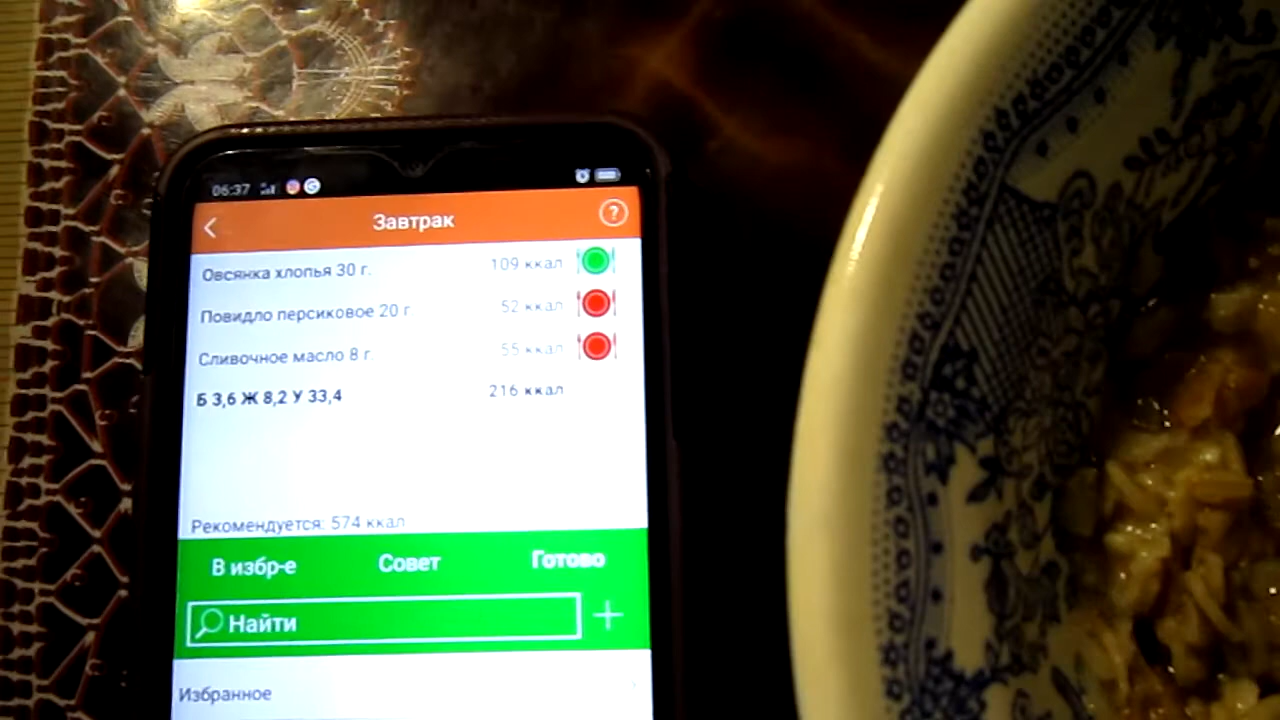 06:37
Завтрак
?
Овсянка хлопья 30 г. 109 ккал
Повидло персиковое 20 г 52 ккал
Сливочное масло 8 г. 55 ккал
Б 3,6 Ж 8,2 У 33,4 216 ккал
Рекомендуется: 574 ккал
В избр-е Совет Готово
Найти
Избранное